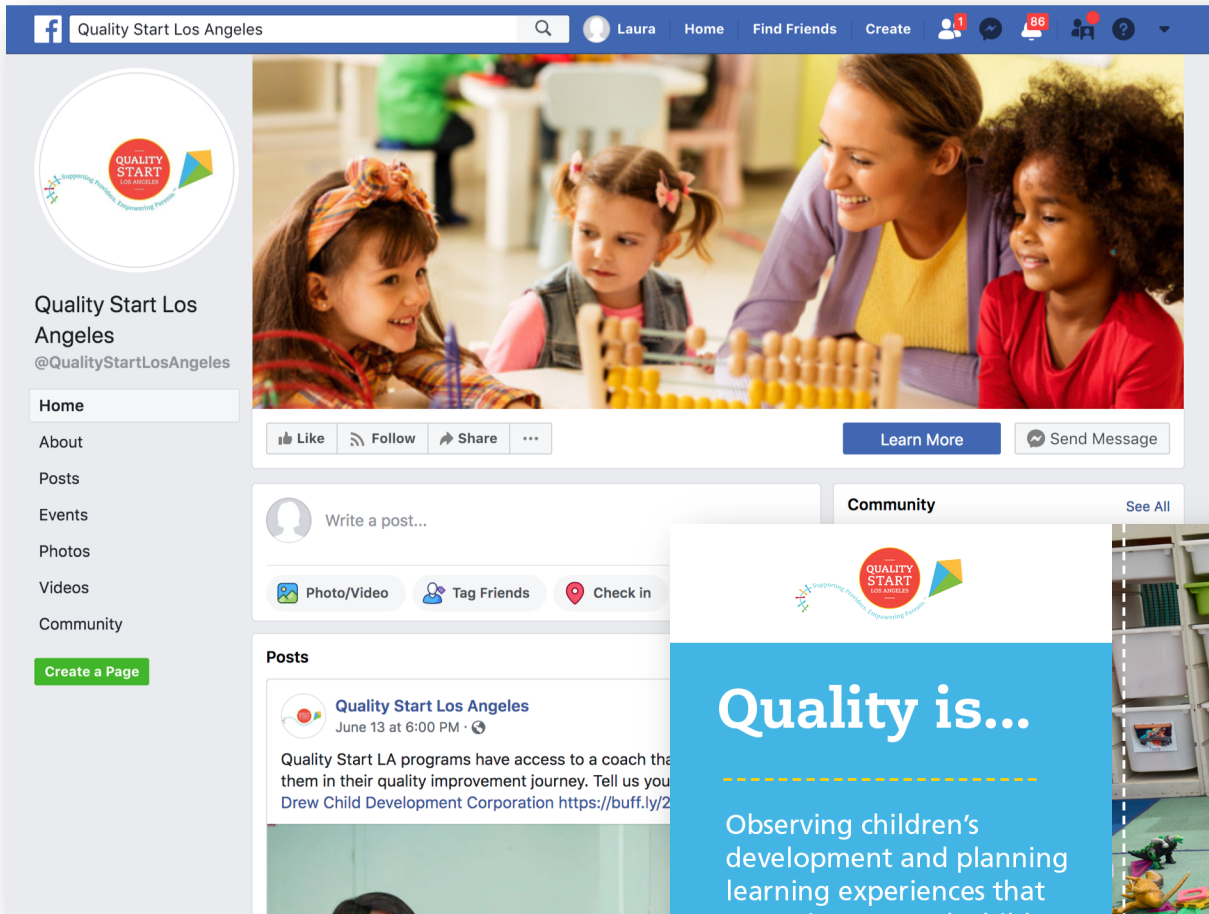 Quality Start Los Angeles
Laura
Home
Find Friends
Create
1
86
?
QUALITY
START
LOS ANGELES
Supporting Providers, Empowering Parents.™
Quality Start Los
Angeles
@QualityStartLosAngeles
Home
About
Posts
Events
Photos
Videos
Community
Create a Page
Like
Follow
Share
...
Learn More
Send Message
Write a post...
Photo/Video
Tag Friends
Check in
Community
See All
Posts
Quality Start Los Angeles
June 13 at 6:00 PM ·
Quality Start LA programs have access to a coach tha
them in their quality improvement journey. Tell us you
Drew Child Development Corporation https://buff.ly/2
QUALITY
START
LOS ANGELES
Supporting Providers, Empowering Parents.™
Quality is...
Observing children’s
development and planning
learning experiences that